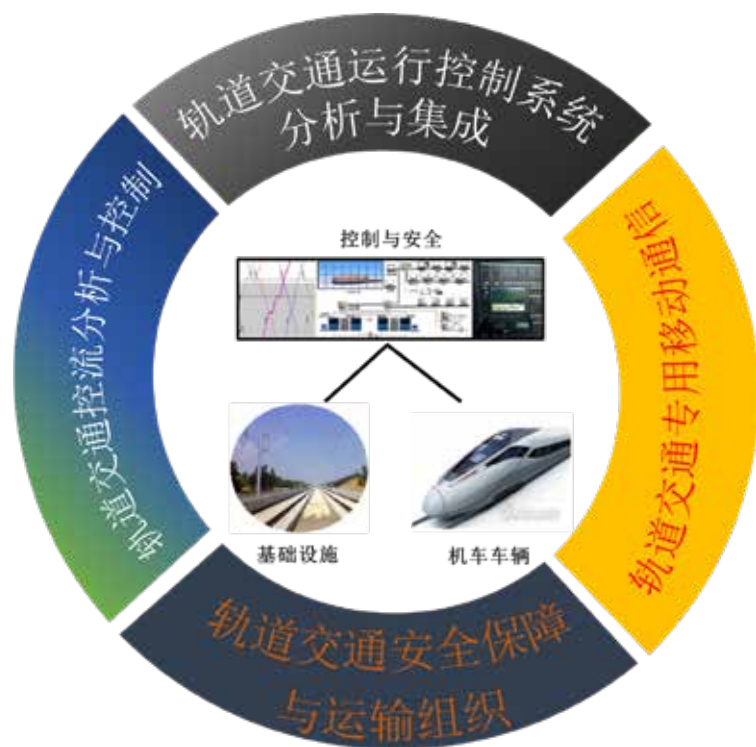 轨道交通运行控制系统
分析与集成
轨道交通控流分析与控制
轨道交通专用移动通信
控制与安全
基础设施
机车车辆
轨道交通安全保障
与运输组织